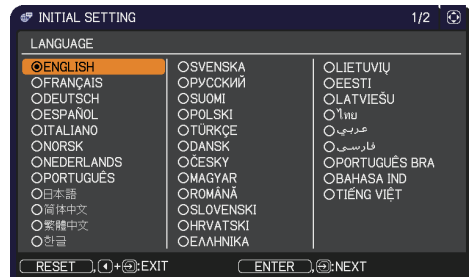 INITIAL SETTING 1/2
LANGUAGE
ENGLISH
FRANÇAIS
DEUTSCH
ESPAÑOL
ITALIANO
NORSK
NEDERLANDS
PORTUGUÊS
日本語
简体中文
繁體中文
한글
SVENSKA
РУССКИЙ
SUOMI
POLSKI
TÜRKÇE
DANSK
ČESKY
MAGYAR
ROMÂNĂ
SLOVENSKI
HRVATSKI
ΕΛΛΗΝΙΚΑ
LIETUVIŲ
EESTI
LATVIEŠU
ไทย
عربي
فارسی
PORTUGUÊS BRA
BAHASA IND
TIẾNG VIỆT
RESET , + :EXIT ENTER , :NEXT